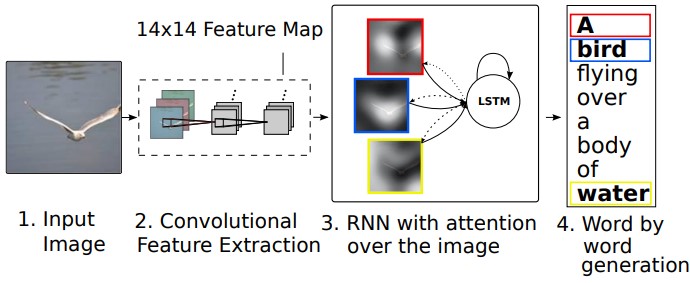 14x14 Feature Map
LSTM
A
bird
flying
over
a
body
of
water
1. Input
Image
2. Convolutional
Feature Extraction
3. RNN with attention
over the image
4. Word by
word
generation